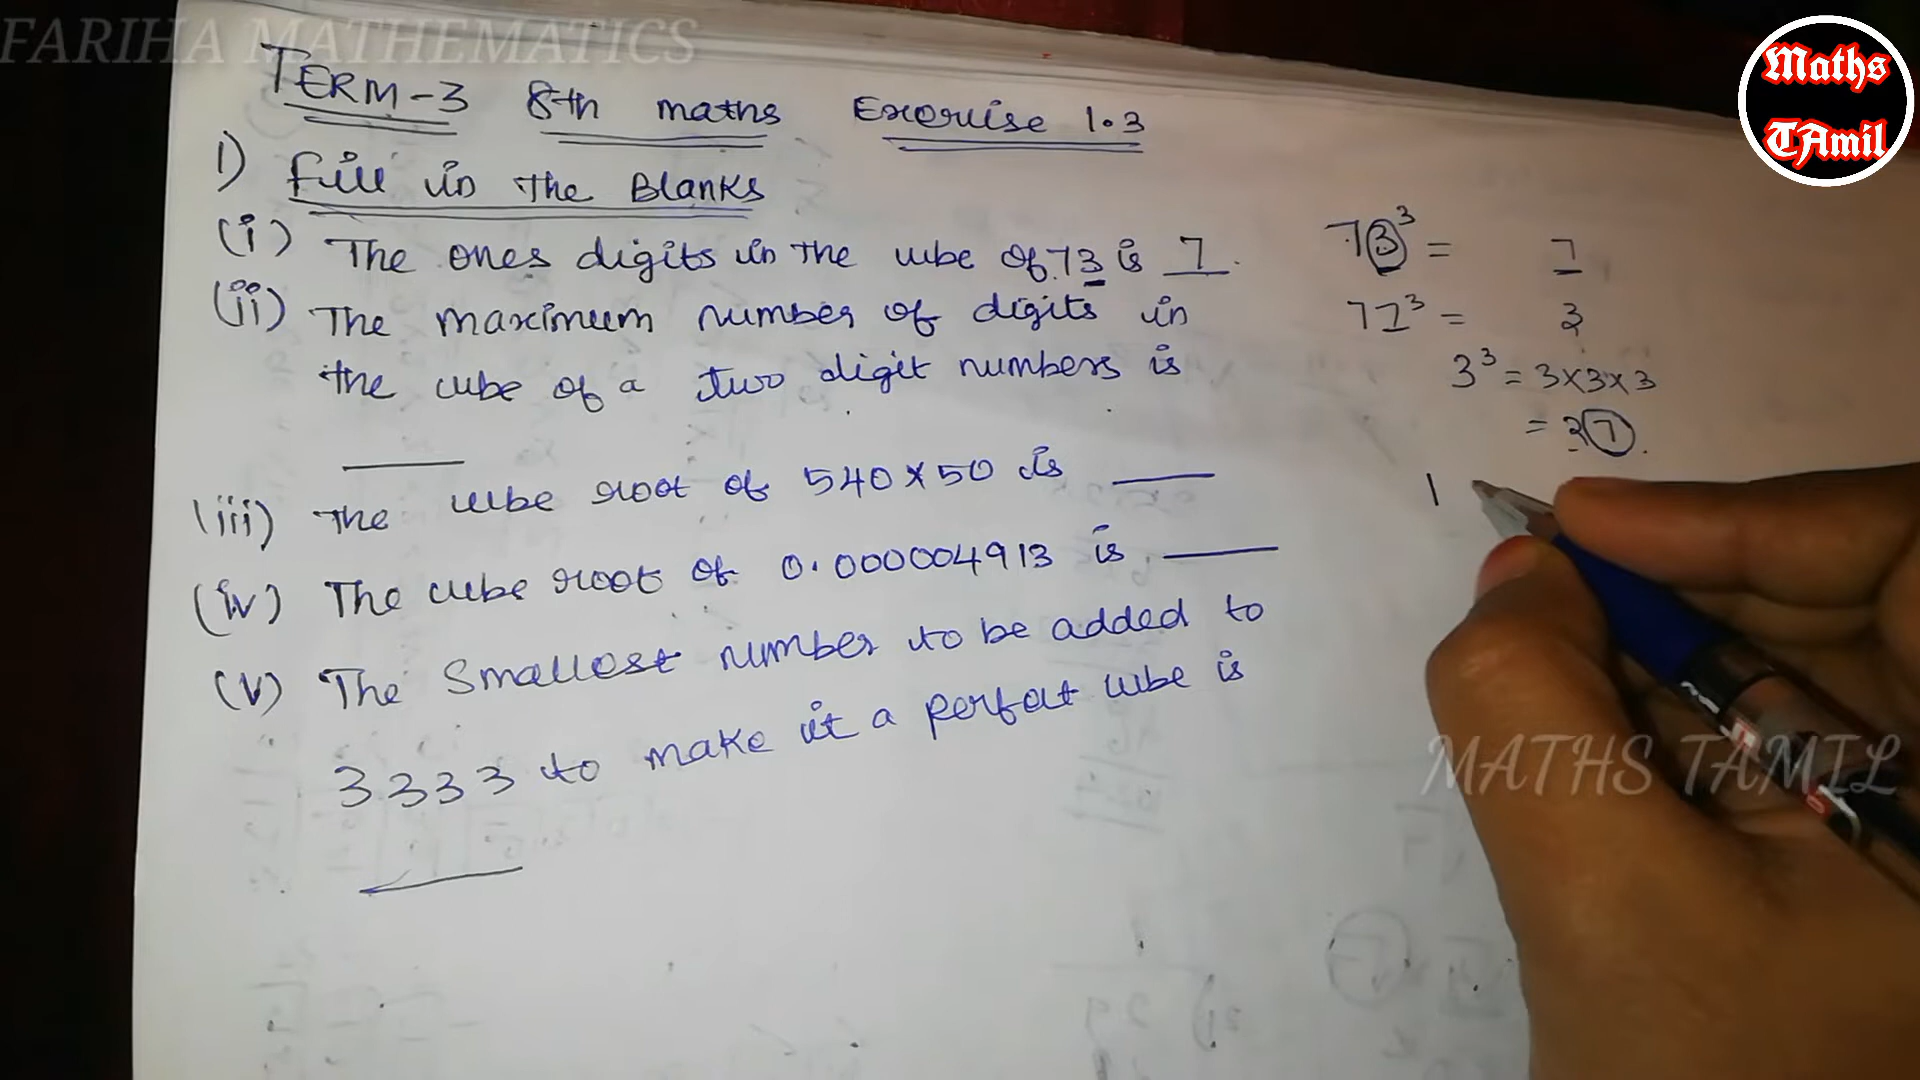 FARIHA MATHEMATICS
Maths
TAmil
TERM-3 8th maths Exercise 1.3
1) Fill in the Blanks
(i) The ones digits in the cube of 73 is 7.
(ii) The maximum number of digits in
the cube of a two digit numbers is
(iii) The cube root of 540×50 is
(iv) The cube root of 0.000004913 is
(v) The Smallest number to be added to
3333 to make it a perfect cube is
73³ = 7
77³ = 3
3³ = 3×3×3
= 27
1
MATHS TAMIL